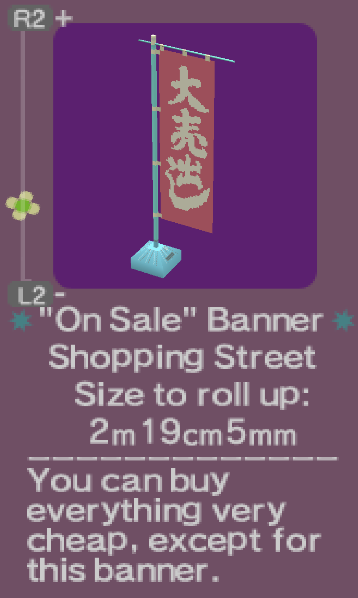 R2 +
大売出し
L2 -
"On Sale" Banner
Shopping Street
Size to roll up:
2m19cm5mm
You can buy
everything very
cheap, except for
this banner.